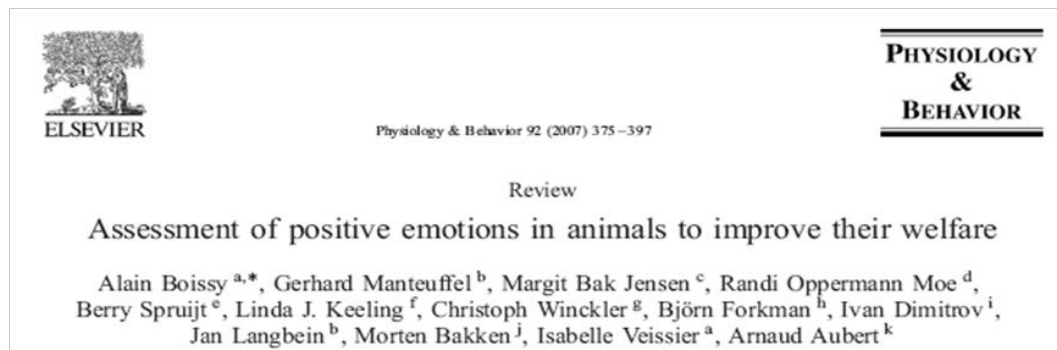 ELSEVIER
PHYSIOLOGY
&
BEHAVIOR
Physiology & Behavior 92 (2007) 375–397
Review
Assessment of positive emotions in animals to improve their welfare
Alain Boissy a,*, Gerhard Manteuffel b, Margit Bak Jensen c, Randi Oppermann Moe d,
Berry Spruijt e, Linda J. Keeling f, Christoph Winckler g, Björn Forkman h, Ivan Dimitrov i,
Jan Langbein b, Morten Bakken j, Isabelle Veissier a, Arnaud Aubert k